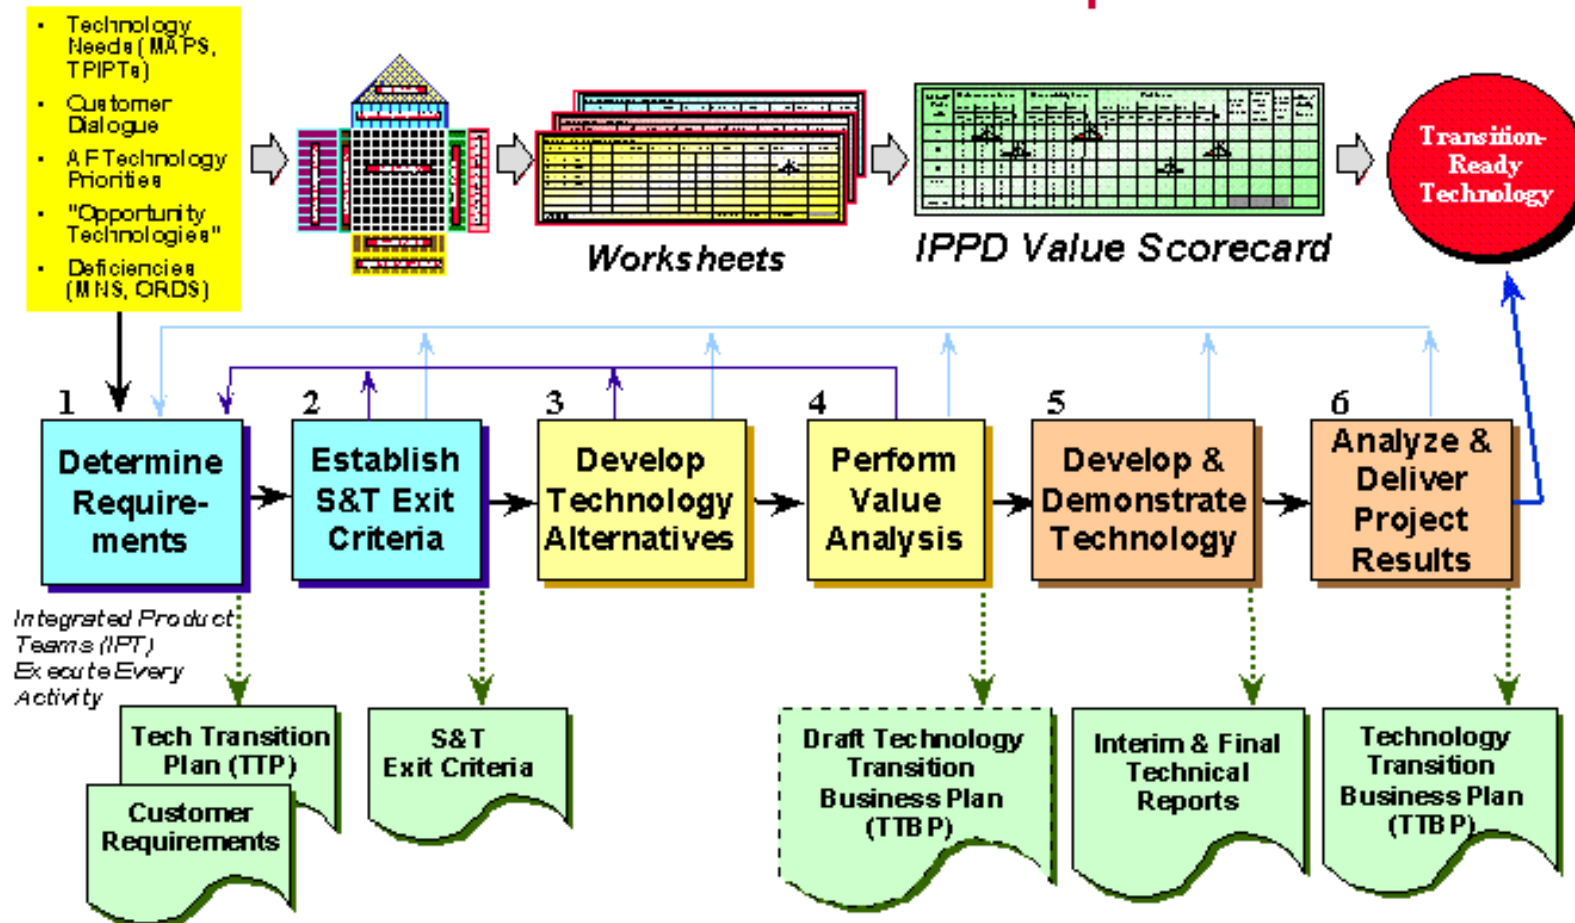 • Technology
Needs (MAPS,
TPIPTs)
• Customer
Dialogue
• AF Technology
Priorities
• "Opportunity
Technologies"
• Deficiencies
(MNS, ORDS)
Worksheets
IPPD Value Scorecard
Transition-
Ready
Technology
1
Determine
Require-
ments
2
Establish
S&T Exit
Criteria
3
Develop
Technology
Alternatives
4
Perform
Value
Analysis
5
Develop &
Demonstrate
Technology
6
Analyze &
Deliver
Project
Results
Integrated Product
Teams (IPT)
Execute Every
Activity
Tech Transition
Plan (TTP)
Customer
Requirements
S&T
Exit Criteria
Draft Technology
Transition
Business Plan
(TTBP)
Interim & Final
Technical
Reports
Technology
Transition
Business Plan
(TTBP)